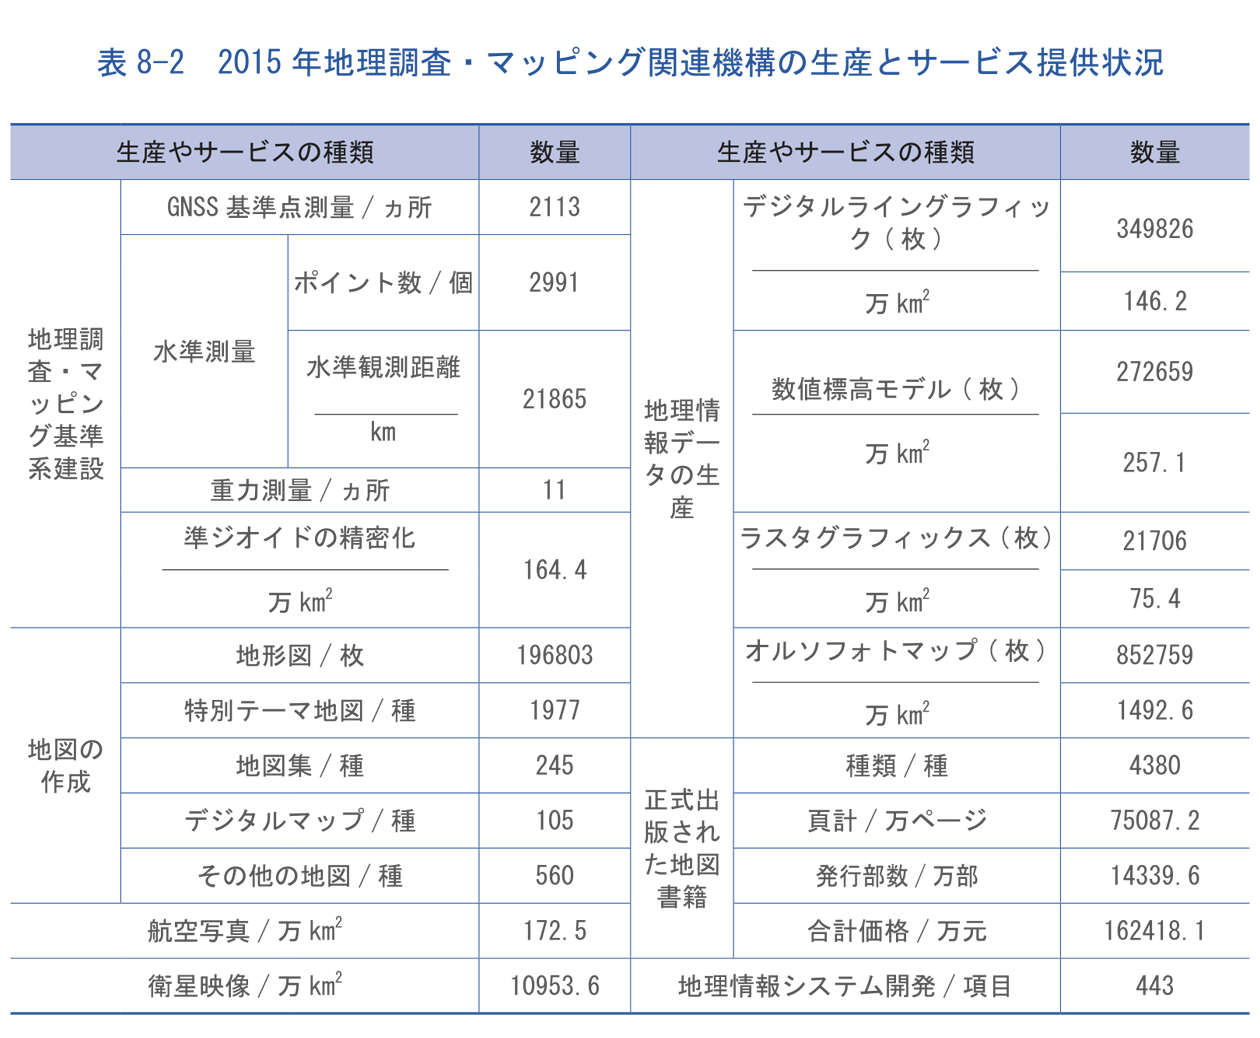 表 8-2　2015 年地理調査・マッピング関連機構の生産とサービス提供状況
生産やサービスの種類
数量
生産やサービスの種類
数量
地理調
査・マ
ッピン
グ基準
系建設
GNSS 基準点測量 / ヵ所
2113
水準測量
ポイント数 / 個
2991
水準観測距離
km
21865
重力測量 / ヵ所
11
準ジオイドの精密化
万 km²
164.4
地図の
作成
地形図 / 枚
196803
特別テーマ地図 / 種
1977
地図集 / 種
245
デジタルマップ / 種
105
その他の地図 / 種
560
航空写真 / 万 km²
172.5
衛星映像 / 万 km²
10953.6
地理情
報デー
タの生
産
デジタルライングラフィッ
ク ( 枚 )
349826
万 km²
146.2
数値標高モデル ( 枚 )
272659
万 km²
257.1
ラスタグラフィックス ( 枚 )
21706
万 km²
75.4
オルソフォトマップ ( 枚 )
852759
万 km²
1492.6
正式出
版され
た地図
書籍
種類 / 種
4380
頁計 / 万ページ
75087.2
発行部数 / 万部
14339.6
合計価格 / 万元
162418.1
地理情報システム開発 / 項目
443